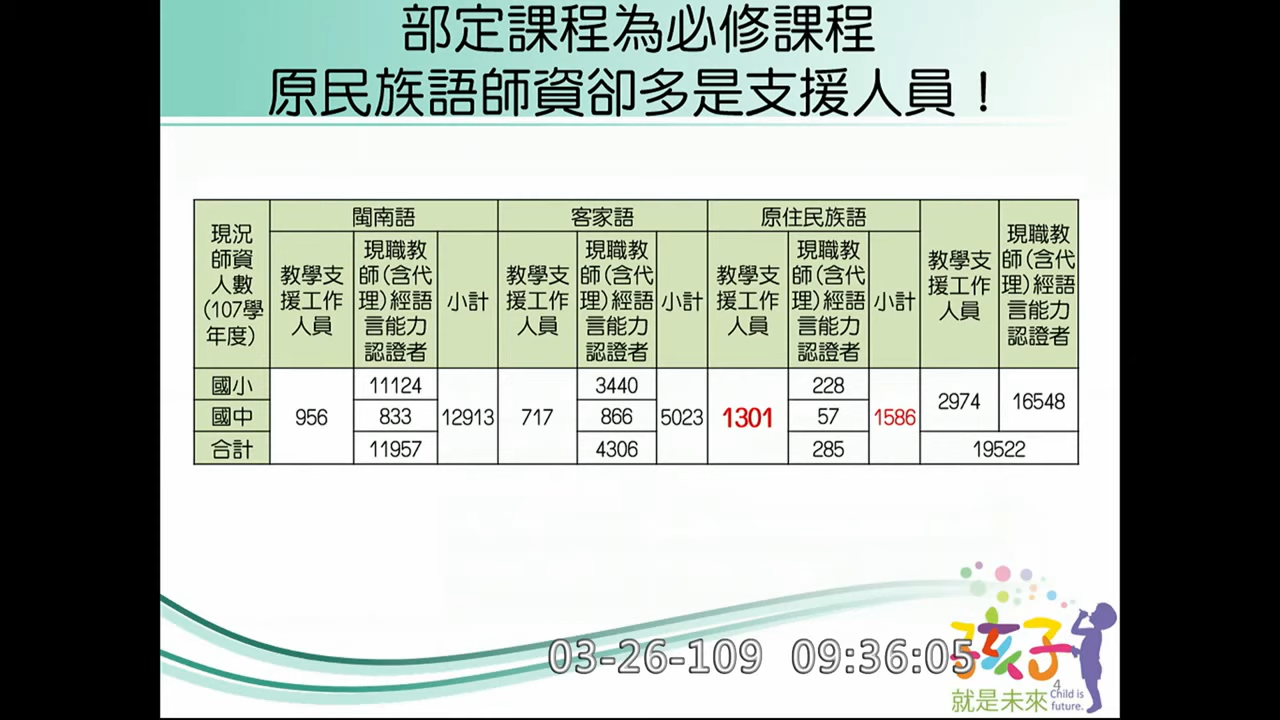 部定課程為必修課程
原民族語師資卻多是支援人員！
現況師資人數(107學年度)
閩南語
客家語
原住民族語
教學支援工作人員
現職教師(含代理)經語言能力認證者
小計
教學支援工作人員
現職教師(含代理)經語言能力認證者
小計
教學支援工作人員
現職教師(含代理)經語言能力認證者
小計
教學支援工作人員
現職教師(含代理)經語言能力認證者
國小
956
11124
12913
717
3440
5023
1301
228
1586
2974
16548
國中
833
866
57
合計
11957
4306
285
19522
03-26-109 09:36:05
孩子
就是未來
Child is
future.
4